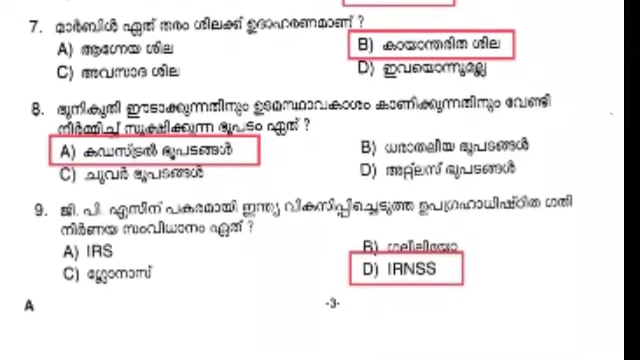 7. മാർബിൾ ഏത് തരം ശിലക്ക് ഉദാഹരണമാണ് ?
A) ആഗ്നേയ ശില B) കായാന്തരിത ശില
C) അവസാദ ശില D) ഇവയൊന്നുമല്ല
8. ഭൂനികുതി ഈടാക്കുന്നതിനും ഉടമസ്ഥാവകാശം കാണിക്കുന്നതിനും വേണ്ടി
നിർമ്മിച്ച് സൂക്ഷിക്കുന്ന ഭൂപടം ഏത് ?
A) കഡസ്ട്രൽ ഭൂപടങ്ങൾ B) ധരാതലീയ ഭൂപടങ്ങൾ
C) ചുവർ ഭൂപടങ്ങൾ D) അറ്റ്ലസ് ഭൂപടങ്ങൾ
9. ജി. പി. എസിന് പകരമായി ഇന്ത്യ വികസിപ്പിച്ചെടുത്ത ഉപഗ്രഹാധിഷ്ഠിത ഗതി
നിർണയ സംവിധാനം ഏത് ?
A) IRS B) ഗലീലിയോ
C) ഗ്ലോനാസ് D) IRNSS
A -3-